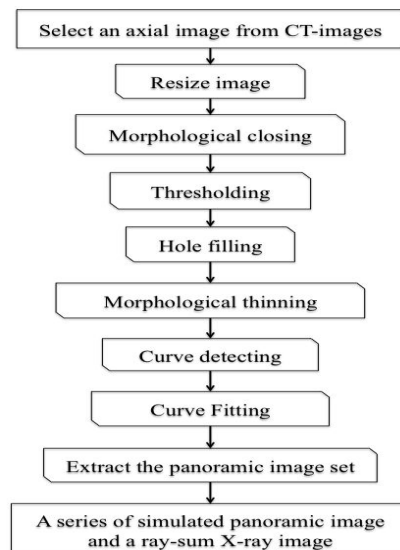 Select an axial image from CT-images
Resize image
Morphological closing
Thresholding
Hole filling
Morphological thinning
Curve detecting
Curve Fitting
Extract the panoramic image set
A series of simulated panoramic image
and a ray-sum X-ray image